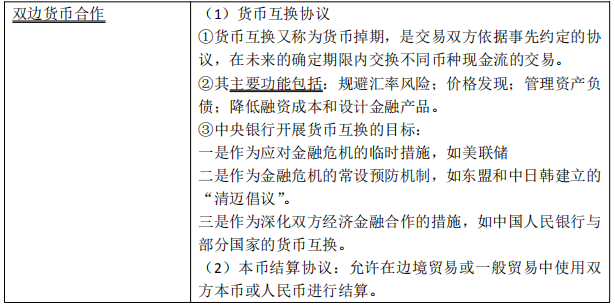 双边货币合作
（1）货币互换协议
①货币互换又称为货币掉期，是交易双方依据事先约定的协
议，在未来的确定期限内交换不同币种现金流的交易。
②其主要功能包括：规避汇率风险；价格发现；管理资产负
债；降低融资成本和设计金融产品。
③中央银行开展货币互换的目标：
一是作为应对金融危机的临时措施，如美联储
二是作为金融危机的常设预防机制，如东盟和中日韩建立的
“清迈倡议”。
三是作为深化双方经济金融合作的措施，如中国人民银行与
部分国家的货币互换。
（2）本币结算协议：允许在边境贸易或一般贸易中使用双
方本币或人民币进行结算。